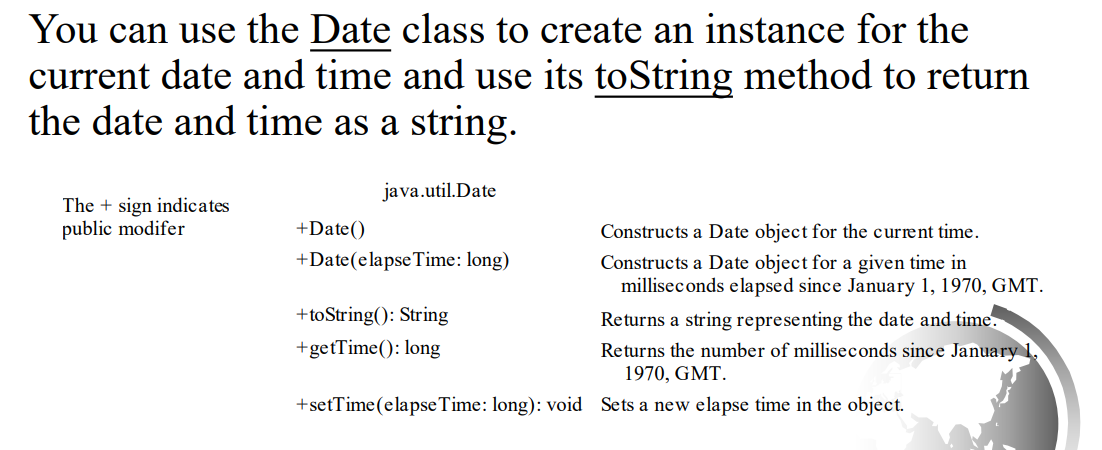 You can use the Date class to create an instance for the
current date and time and use its toString method to return
the date and time as a string.
java.util.Date
The + sign indicates
public modifer
+Date()
Constructs a Date object for the current time.
+Date(elapseTime: long)
Constructs a Date object for a given time in
milliseconds elapsed since January 1, 1970, GMT.
+toString(): String
Returns a string representing the date and time.
+getTime(): long
Returns the number of milliseconds since January 1,
1970, GMT.
+setTime(elapseTime: long): void
Sets a new elapse time in the object.